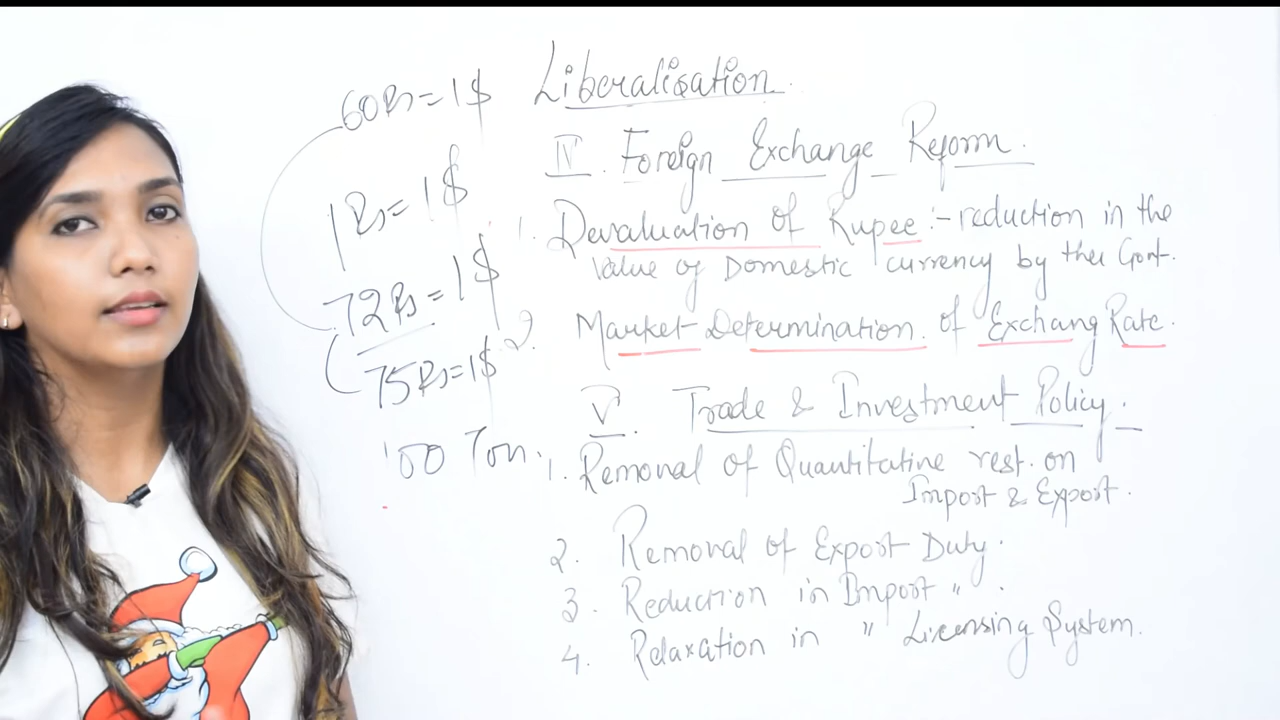 Liberalisation.
IV. Foreign Exchange Reform.
1. Devaluation of Rupee :- reduction in the
value of Domestic currency by the Govt.
2. Market Determination of Exchang Rate.
V. Trade & Investment Policy.
1. Removal of Quantitative rest. on
Import & Export.
2. Removal of Export Duty.
3. Reduction in Import " .
4. Relaxation in " Licensing System.
60Rs = 1$
1Rs = 1$
72Rs = 1$
75Rs = 1$
100 Ton.